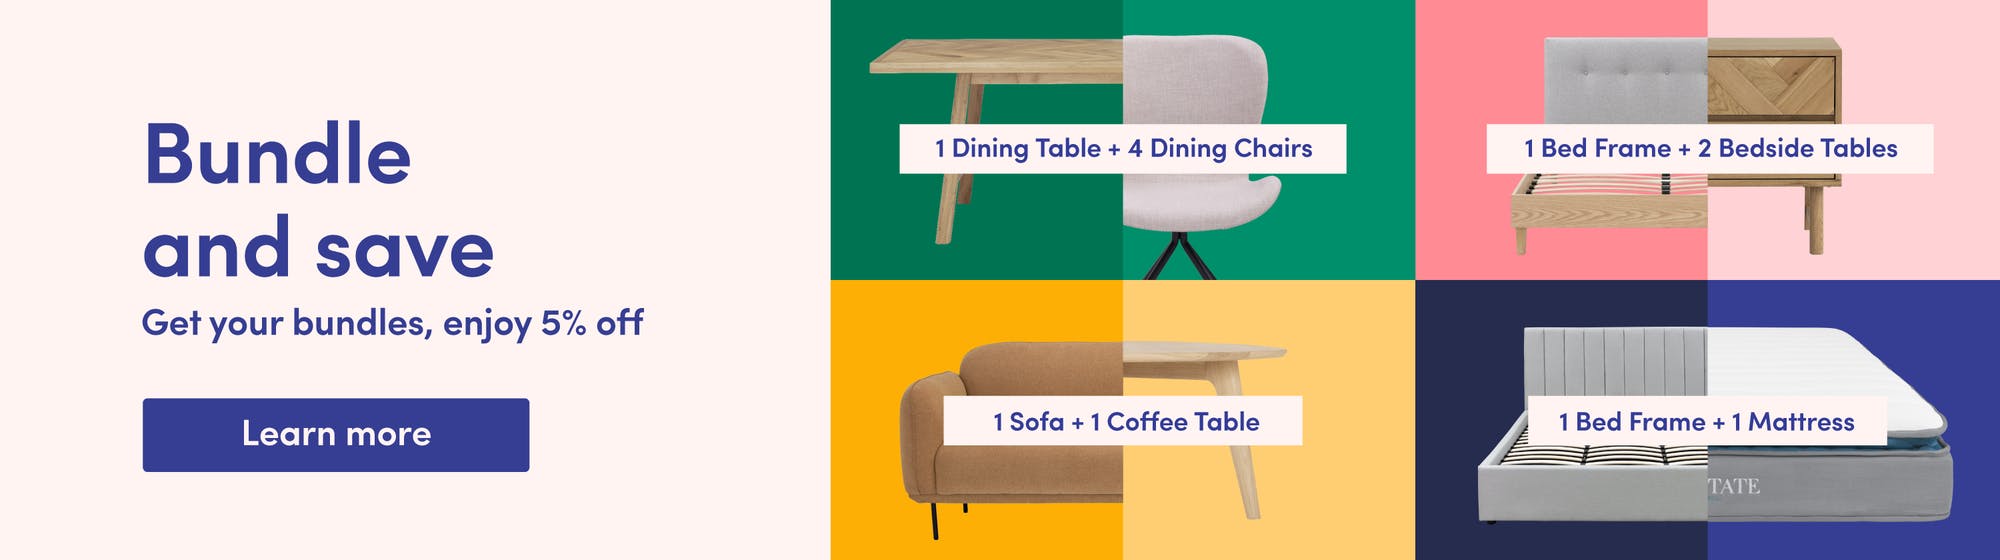 Bundle
and save
Get your bundles, enjoy 5% off
Learn more
1 Dining Table + 4 Dining Chairs
1 Bed Frame + 2 Bedside Tables
1 Sofa + 1 Coffee Table
1 Bed Frame + 1 Mattress
TATE